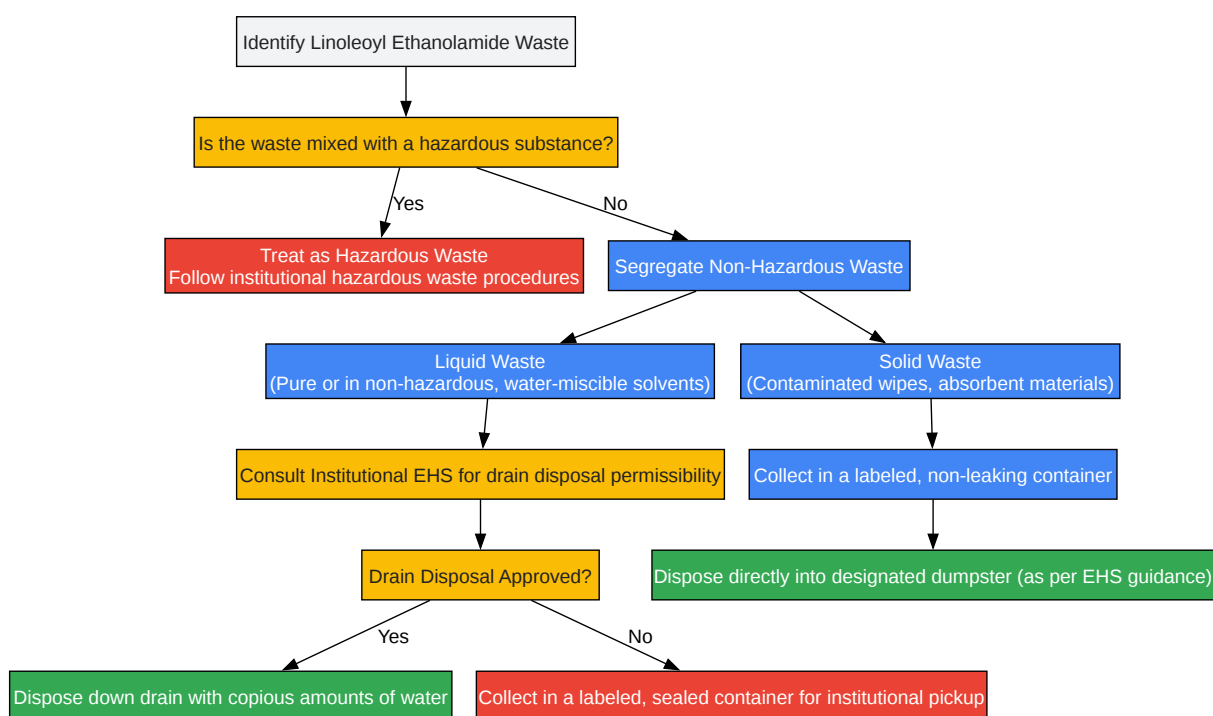 Identify Linoleoyl Ethanolamide Waste
Is the waste mixed with a hazardous substance?
Yes
No
Treat as Hazardous Waste
Follow institutional hazardous waste procedures
Segregate Non-Hazardous Waste
Liquid Waste
(Pure or in non-hazardous, water-miscible solvents)
Solid Waste
(Contaminated wipes, absorbent materials)
Consult Institutional EHS for drain disposal permissibility
Collect in a labeled, non-leaking container
Drain Disposal Approved?
Dispose directly into designated dumpster (as per EHS guidance)
Yes
No
Dispose down drain with copious amounts of water
Collect in a labeled, sealed container for institutional pickup